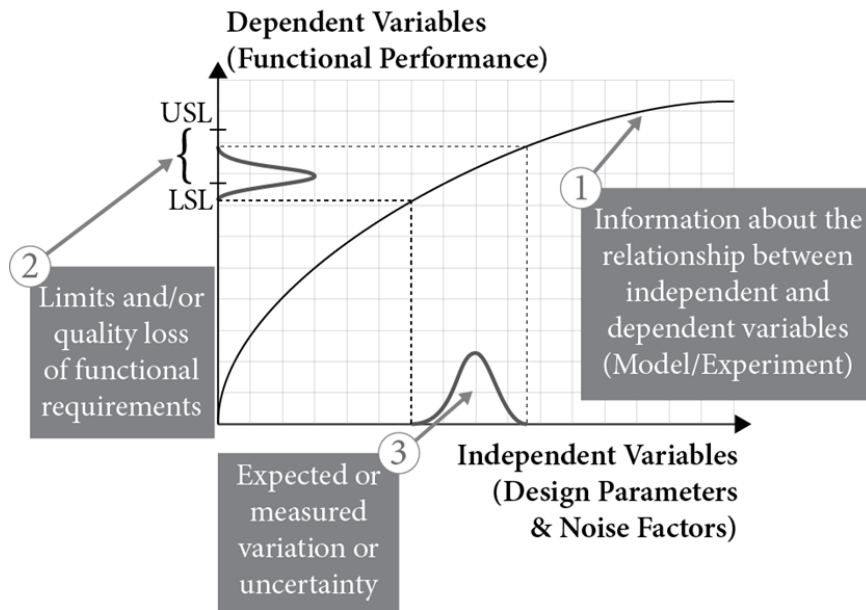 Dependent Variables
(Functional Performance)
USL
{
LSL
1
Information about the
relationship between
independent and
dependent variables
(Model/Experiment)
2
Limits and/or
quality loss
of functional
requirements
3
Expected or
measured
variation or
uncertainty
Independent Variables
(Design Parameters
& Noise Factors)